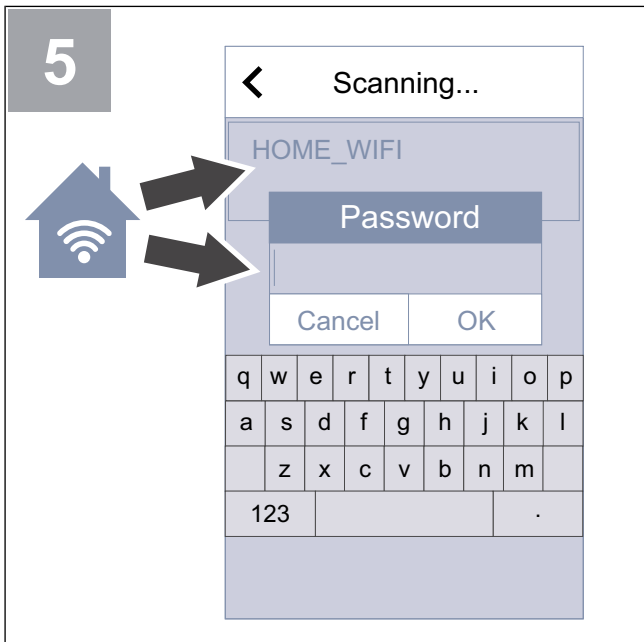 5
Scanning...
HOME_WIFI
Password
Cancel OK
q w e r t y u i o p
a s d f g h j k l
z x c v b n m
123 .